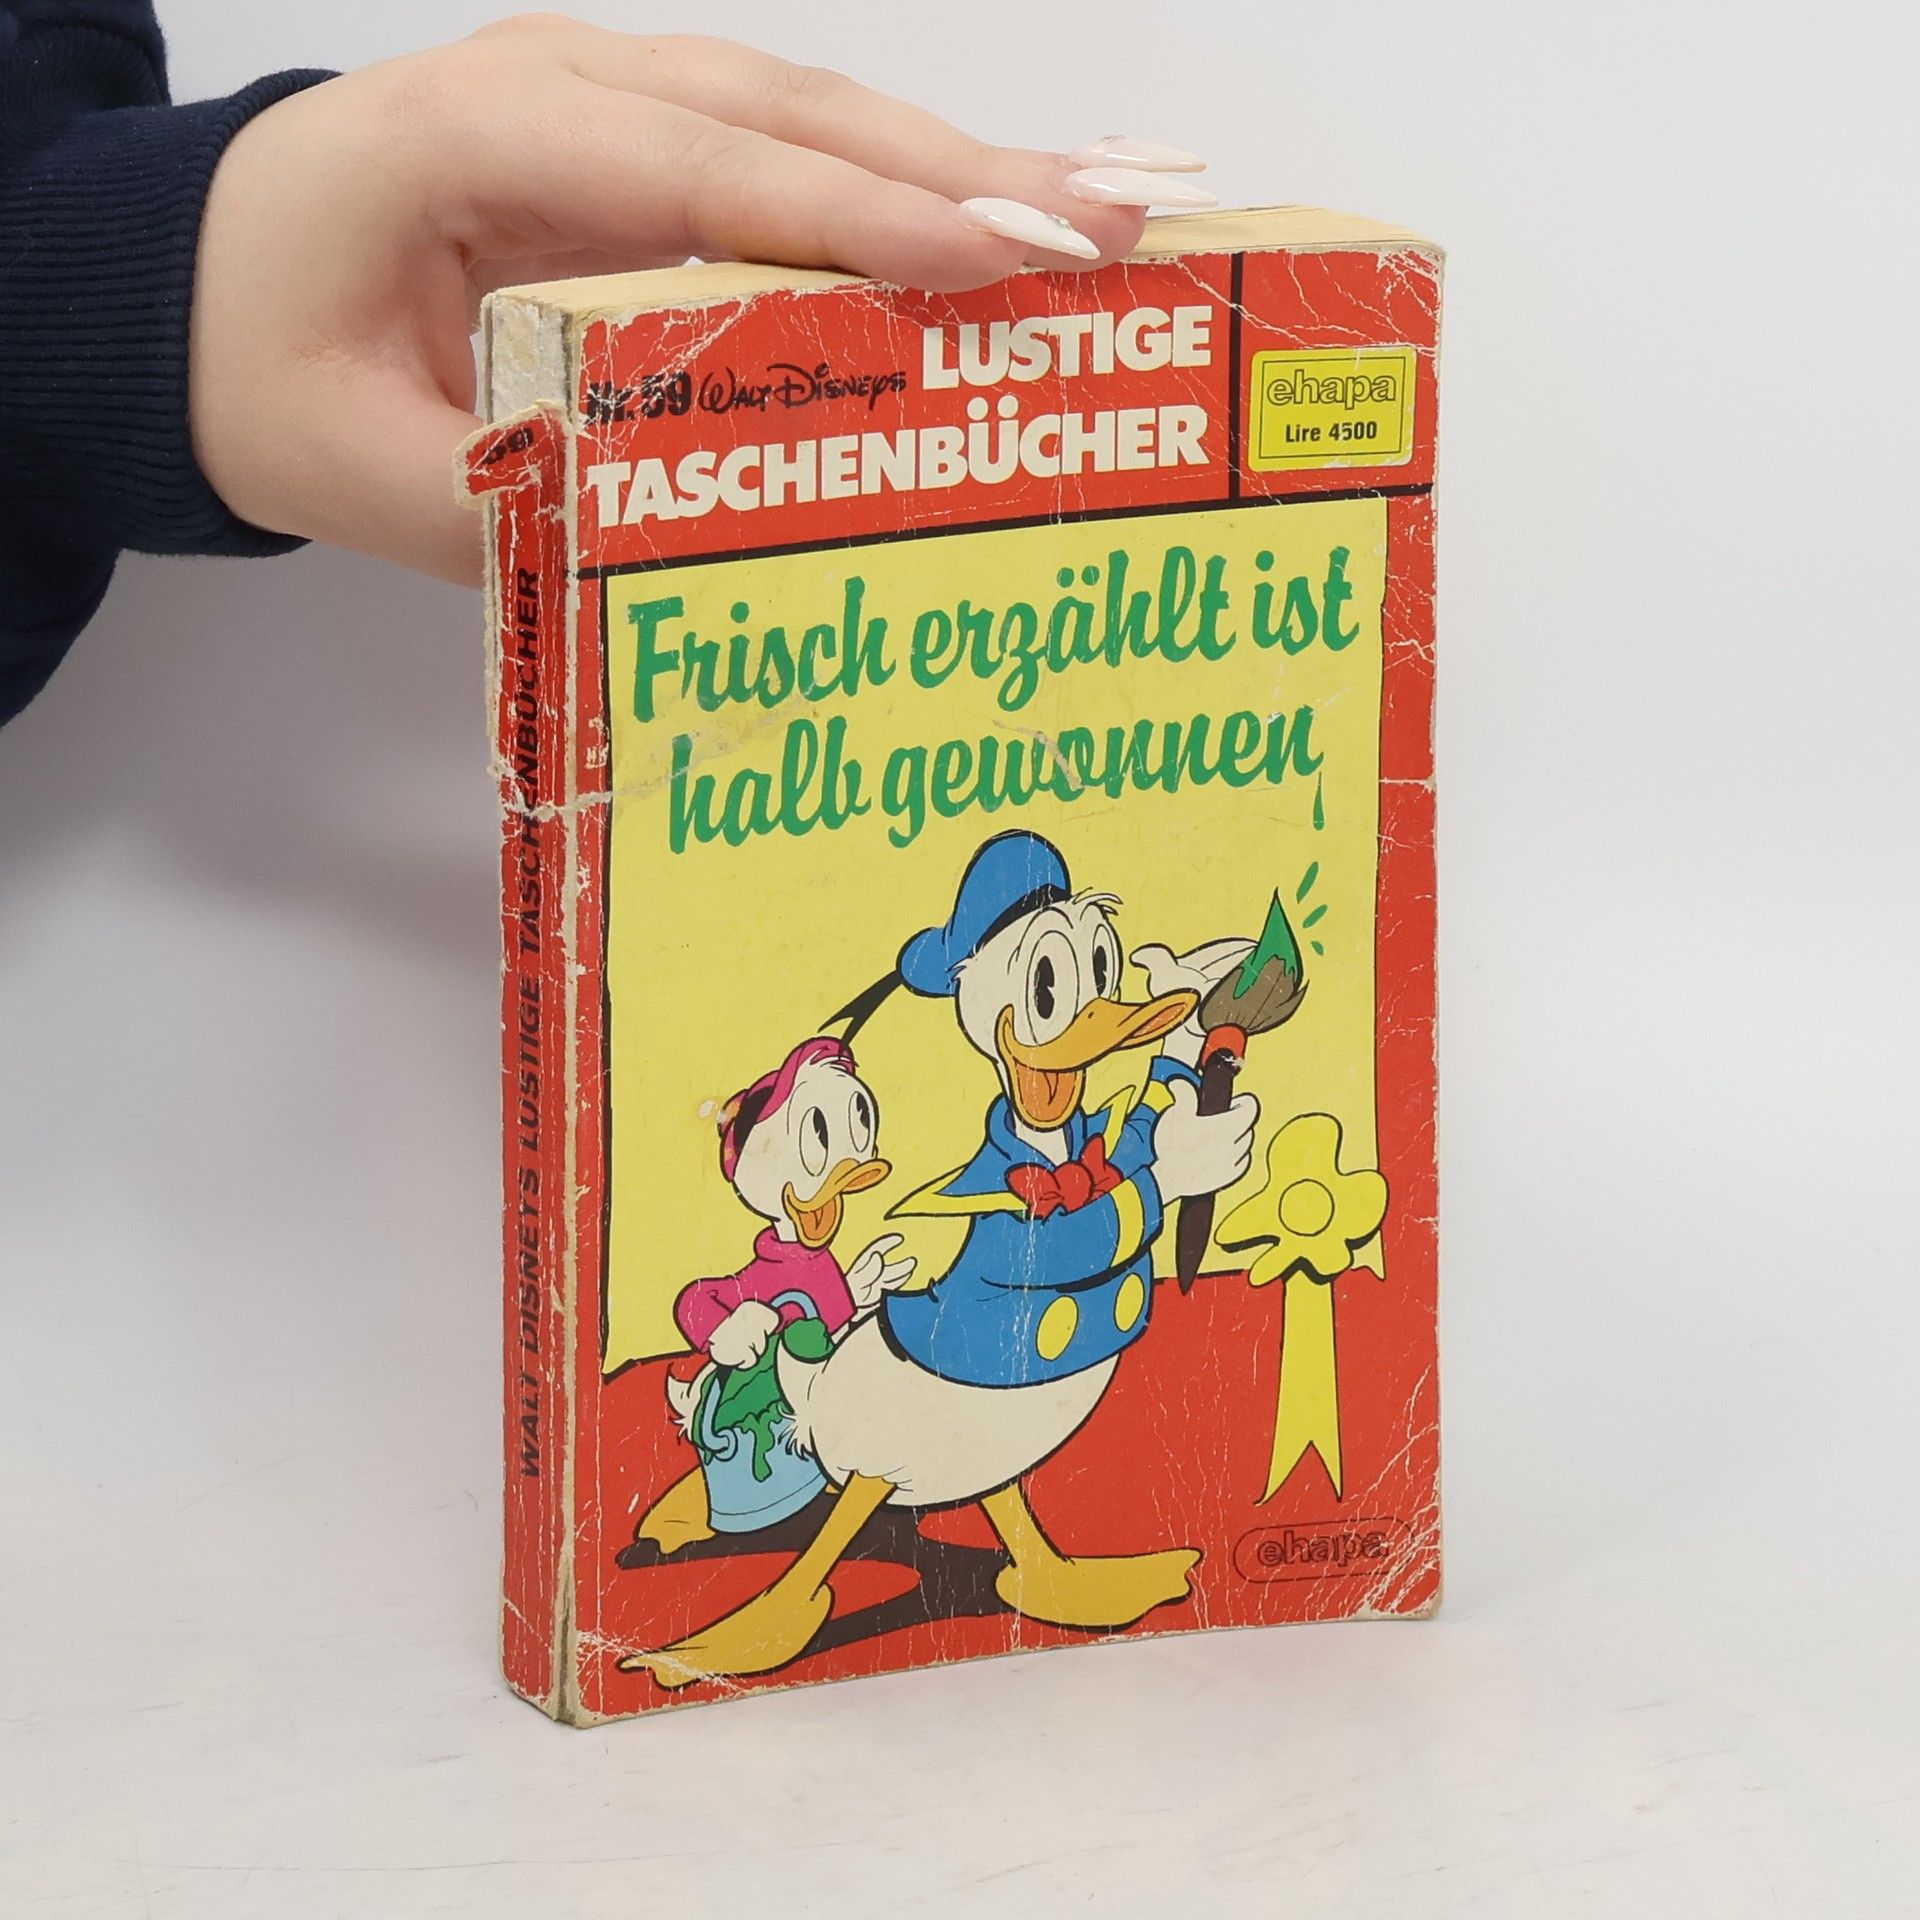 Nr. 59 WALT DISNEYS LUSTIGE
TASCHENBÜCHER
ehapa
Lire 4500
Frisch erzählt ist
halb gewonnen
ehapa
59
WALT DISNEYS LUSTIGE TASCHENBÜCHER